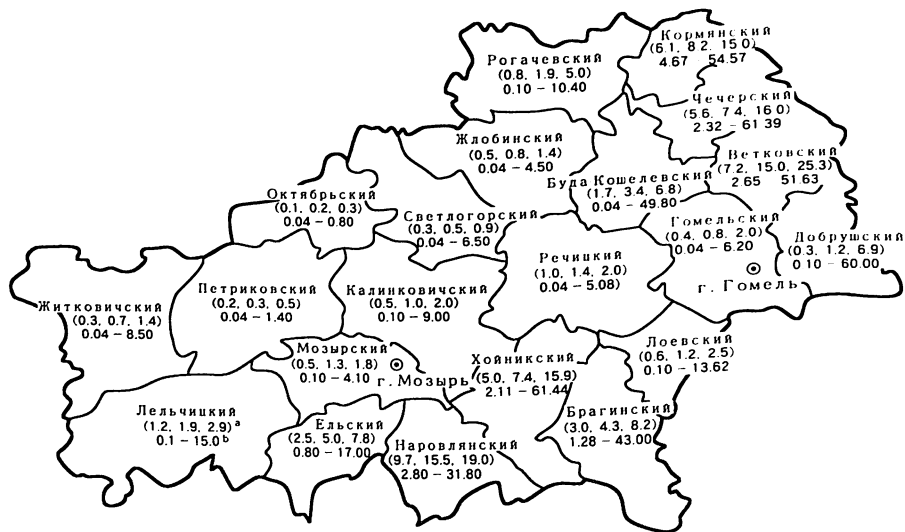 Кормянский
(6.1, 8 2, 15 0)
4.67 – 54.57
Рогачевский
(0.8, 1.9, 5.0)
0.10 – 10.40
Чечерский
(5.6, 7 4, 16 0)
2.32 – 61 39
Жлобинский
(0.5, 0.8, 1.4)
0.04 – 4.50
Ветковский
(7.2, 15.0, 25.3)
2.65 51.63
Буда Кошелевский
(1.7, 3.4, 6.8)
0.04 – 49.80
Октябрьский
(0.1, 0.2, 0.3)
0.04 – 0.80
Светлогорский
(0.3, 0.5, 0.9)
0.04 – 6.50
Гомельский
(0.4, 0.8, 2.0)
0.04 – 6.20
г. Гомель
Добрушский
(0.3, 1.2, 6.9)
0 10 – 60.00
Речицкий
(1.0, 1.4, 2.0)
0.04 – 5.08)
Житковичский
(0.3, 0.7, 1.4)
0.04 – 8.50
Петриковский
(0.2, 0.3, 0.5)
0.04 – 1.40
Калинковичский
(0.5, 1.0, 2.0)
0.10 – 9.00
Мозырский
(0.5, 1.3, 1.8)
0.10 – 4.10
г. Мозырь
Хойникский
(5.0, 7.4, 15.9)
2.11 – 61.44
Лоевский
(0.6, 1.2, 2.5)
0.10 – 13.62
Лельчицкий
(1.2, 1.9, 2.9)ᵃ
0.1 – 15.0ᵇ
Ельский
(2.5, 5.0, 7.8)
0.80 – 17.00
Наровлянский
(9.7, 15.5, 19.0)
2.80 – 31.80
Брагинский
(3.0, 4.3, 8.2)
1.28 – 43.00